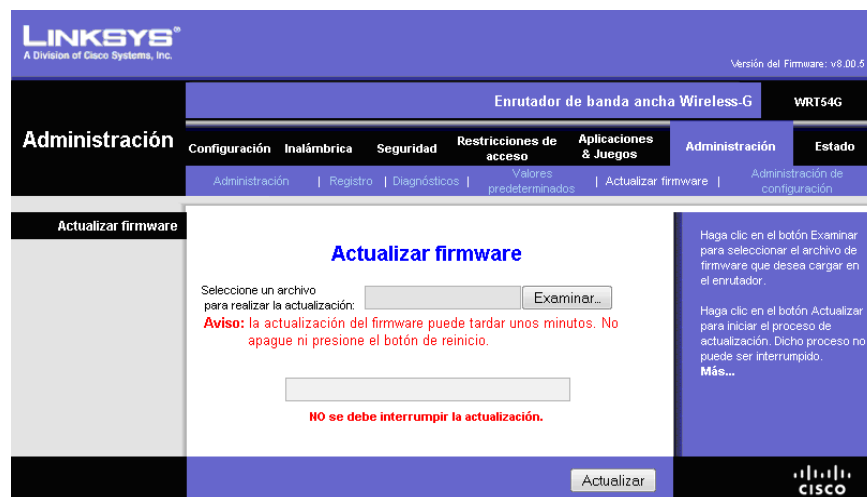 LINKSYS®
A Division of Cisco Systems, Inc.
Versión del Firmware: v8.00.5
Enrutador de banda ancha Wireless-G
WRT54G
Administración
Configuración
Inalámbrica
Seguridad
Restricciones de
acceso
Aplicaciones
& Juegos
Administración
Estado
Administración
| Registro
| Diagnósticos |
Valores
predeterminados
| Actualizar firmware |
Administración de
configuración
Actualizar firmware
Actualizar firmware
Seleccione un archivo
para realizar la actualización:
Examinar...
Aviso: la actualización del firmware puede tardar unos minutos. No
apague ni presione el botón de reinicio.
NO se debe interrumpir la actualización.
Haga clic en el botón Examinar
para seleccionar el archivo de
firmware que desea cargar en
el enrutador.
Haga clic en el botón Actualizar
para iniciar el proceso de
actualización. Dicho proceso no
puede ser interrumpido.
Más...
Actualizar
CISCO